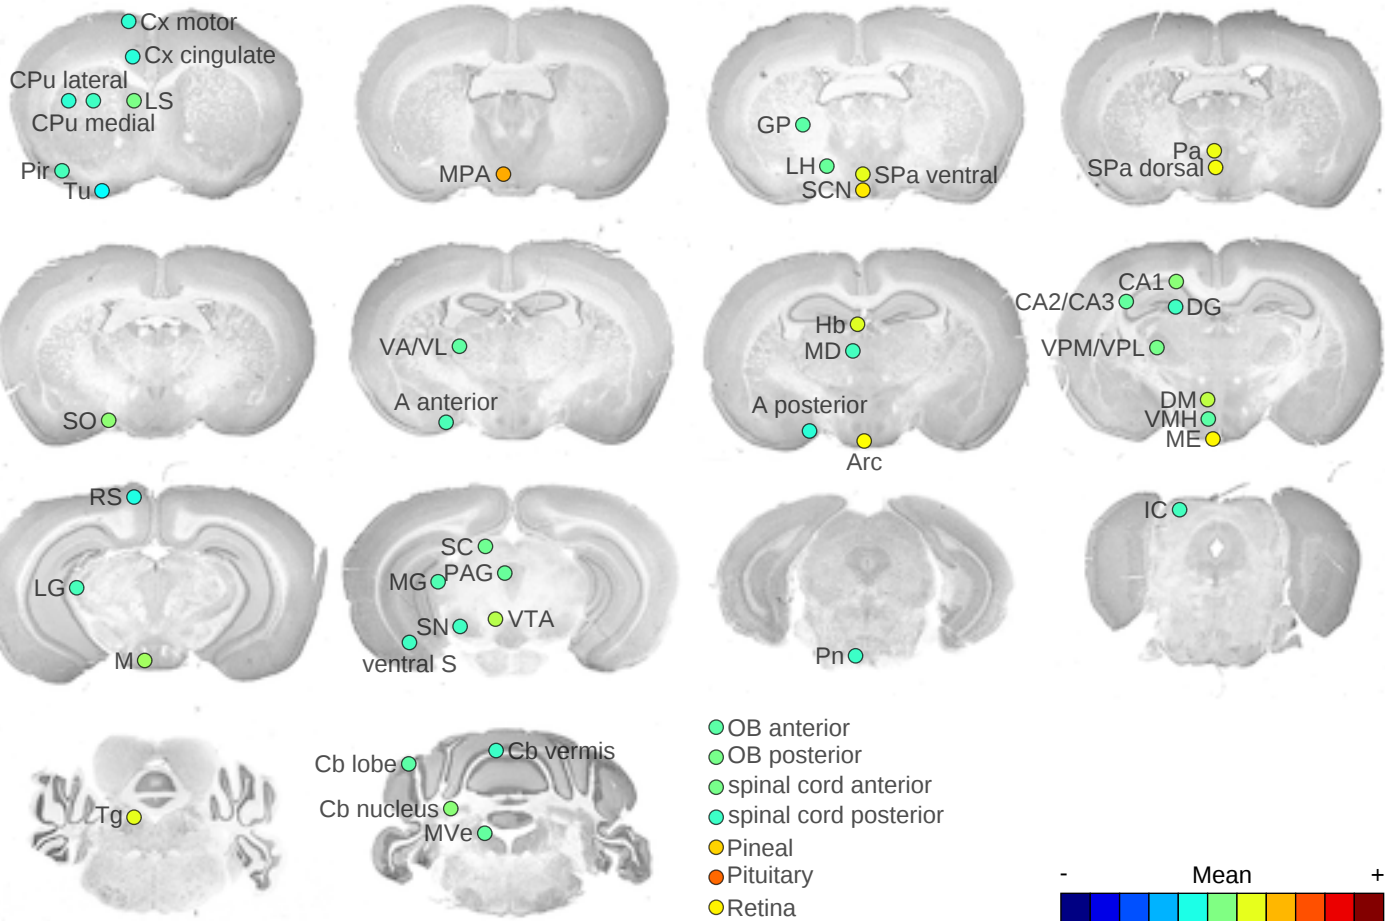 Cx motor
Cx cingulate
CPu lateral
LS
CPu medial
Pir
Tu
MPA
GP
LH
SPa ventral
SCN
Pa
SPa dorsal
SO
VA/VL
A anterior
Hb
MD
A posterior
Arc
CA1
CA2/CA3
DG
VPM/VPL
DM
VMH
ME
RS
LG
M
SC
PAG
MG
VTA
SN
ventral S
Pn
IC
Tg
Cb vermis
Cb lobe
Cb nucleus
MVe
OB anterior
OB posterior
spinal cord anterior
spinal cord posterior
Pineal
Pituitary
Retina
- Mean +